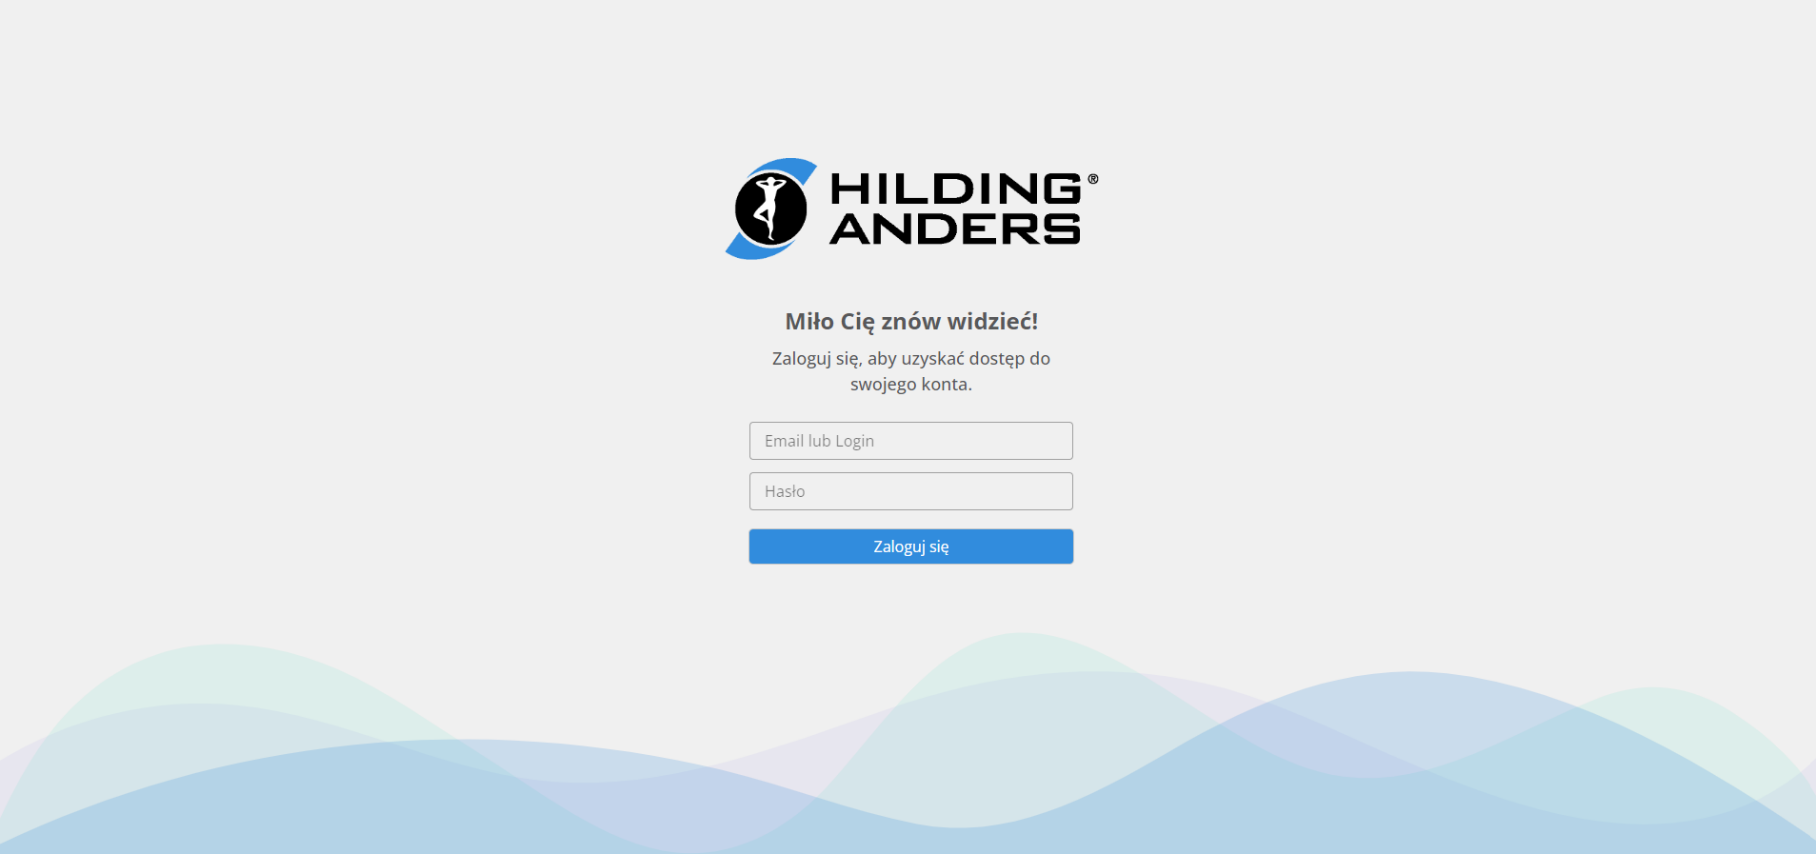 HILDING®
ANDERS
Miło Cię znów widzieć!
Zaloguj się, aby uzyskać dostęp do
swojego konta.
Email lub Login
Hasło
Zaloguj się